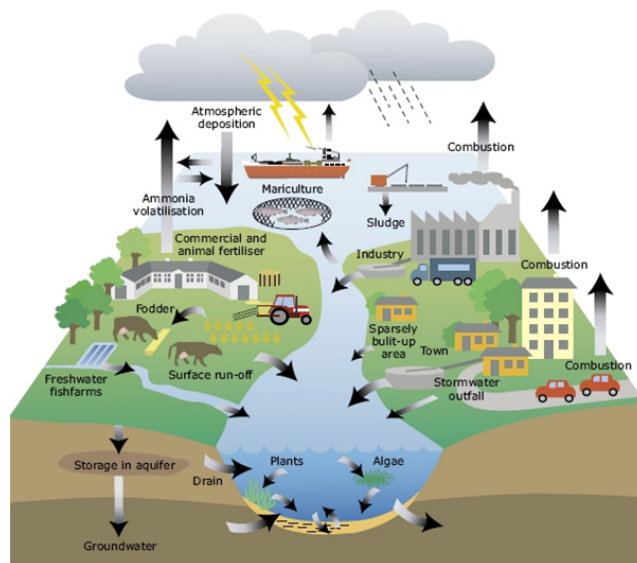 Atmospheric
deposition
Combustion
Mariculture
Ammonia
volatilisation
Sludge
Commercial and
animal fertiliser
Industry
Combustion
Fodder
Sparsely
bulit-up
area
Town
Surface run-off
Freshwater
fishfarms
Combustion
Stormwater
outfall
Plants
Algae
Storage in aquifer
Drain
Groundwater